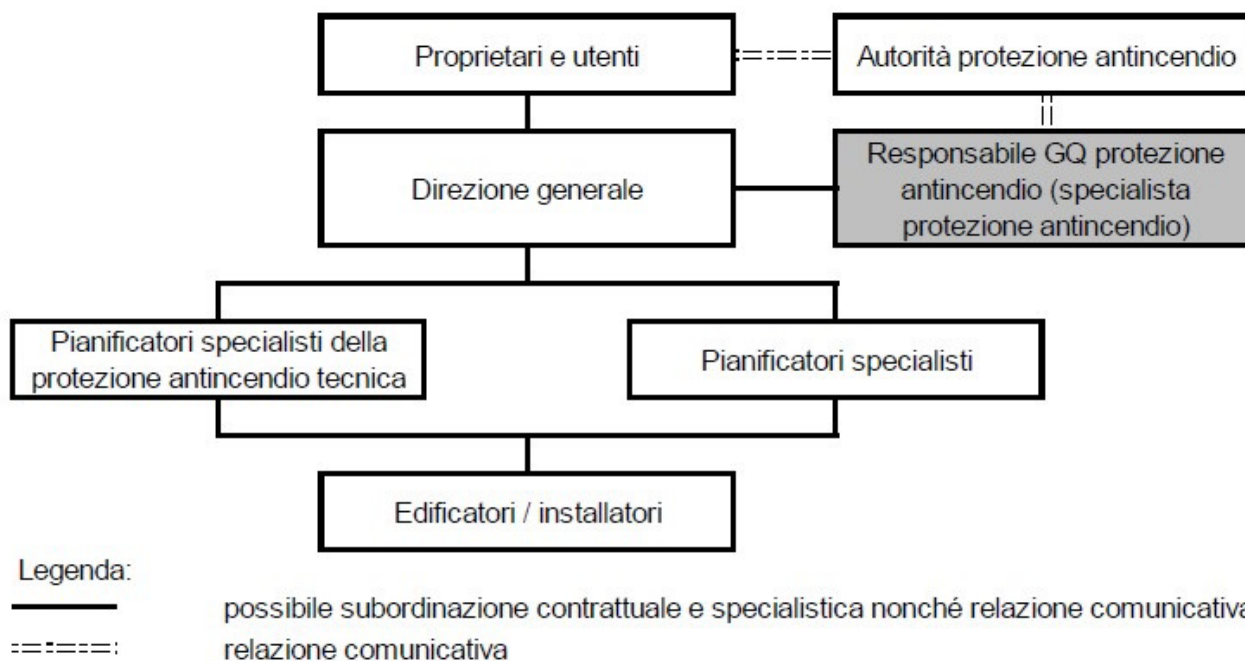 Proprietari e utenti
Autorità protezione antincendio
Direzione generale
Responsabile GQ protezione
antincendio (specialista
protezione antincendio)
Pianificatori specialisti della
protezione antincendio tecnica
Pianificatori specialisti
Edificatori / installatori
Legenda:
possibile subordinazione contrattuale e specialistica nonché relazione comunicativa
relazione comunicativa